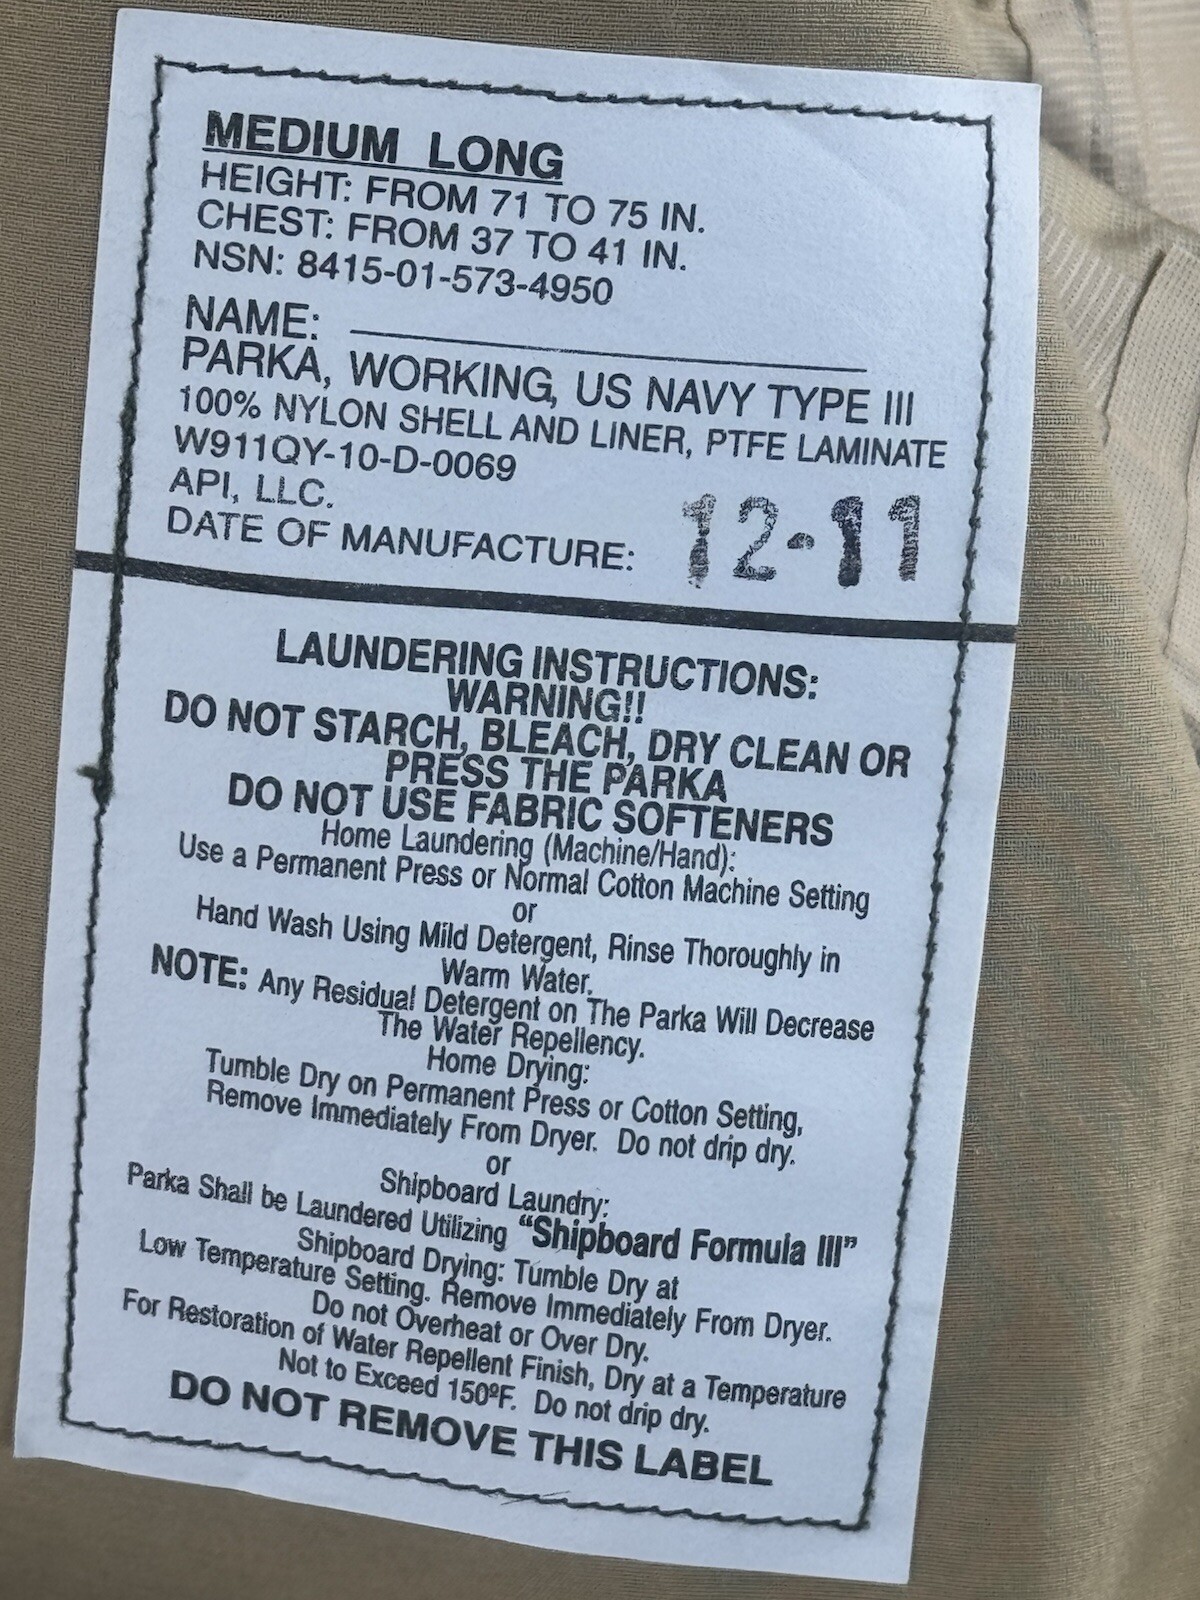 MEDIUM LONG
HEIGHT: FROM 71 TO 75 IN.
CHEST: FROM 37 TO 41 IN.
NSN: 8415-01-573-4950
NAME:
PARKA, WORKING, US NAVY TYPE III
100% NYLON SHELL AND LINER, PTFE LAMINATE
W911QY-10-D-0069
API, LLC.
DATE OF MANUFACTURE: 12-11
LAUNDERING INSTRUCTIONS:
WARNING!!
DO NOT STARCH, BLEACH, DRY CLEAN OR
PRESS THE PARKA
DO NOT USE FABRIC SOFTENERS
Home Laundering (Machine/Hand):
Use a Permanent Press or Normal Cotton Machine Setting
or
Hand Wash Using Mild Detergent, Rinse Thoroughly in
Warm Water.
NOTE: Any Residual Detergent on The Parka Will Decrease
The Water Repellency.
Home Drying:
Tumble Dry on Permanent Press or Cotton Setting,
Remove Immediately From Dryer. Do not drip dry.
or
Shipboard Laundry:
Parka Shall be Laundered Utilizing “Shipboard Formula III”
Shipboard Drying: Tumble Dry at
Low Temperature Setting. Remove Immediately From Dryer.
Do not Overheat or Over Dry.
For Restoration of Water Repellent Finish, Dry at a Temperature
Not to Exceed 150ºF. Do not drip dry.
DO NOT REMOVE THIS LABEL